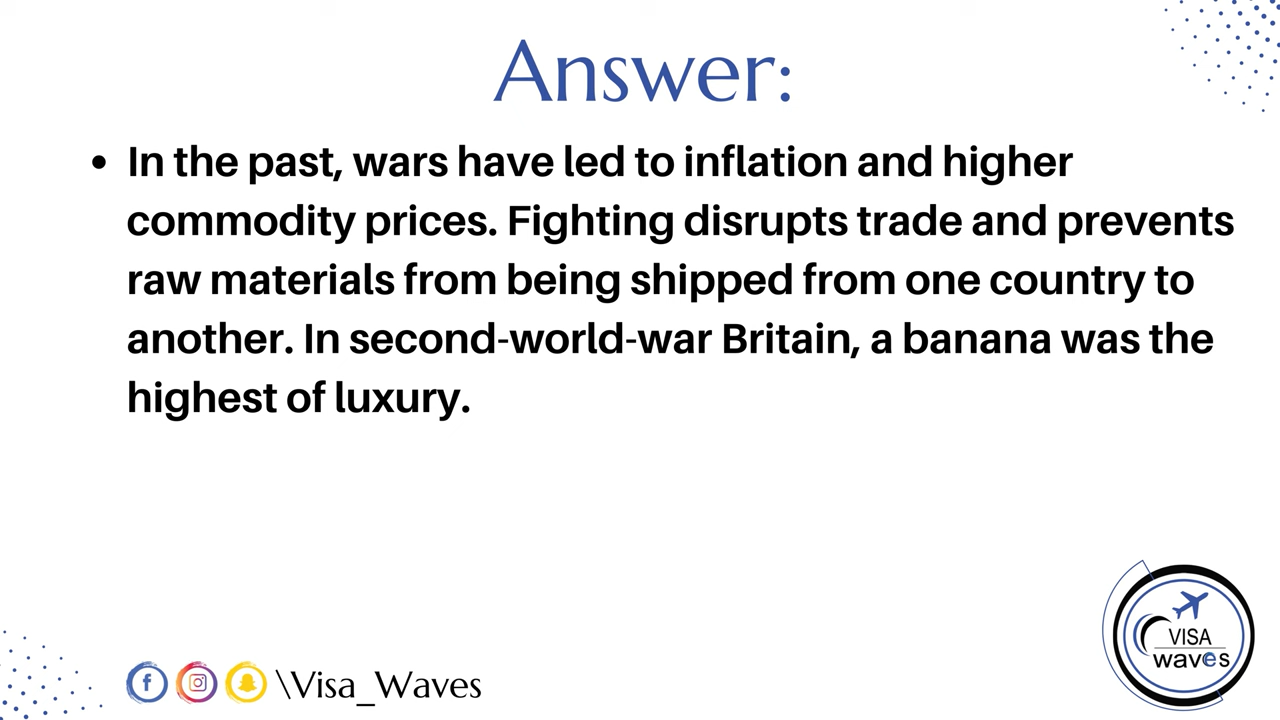 Answer:
• In the past, wars have led to inflation and higher
commodity prices. Fighting disrupts trade and prevents
raw materials from being shipped from one country to
another. In second-world-war Britain, a banana was the
highest of luxury.
\Visa_Waves
VISA
waves